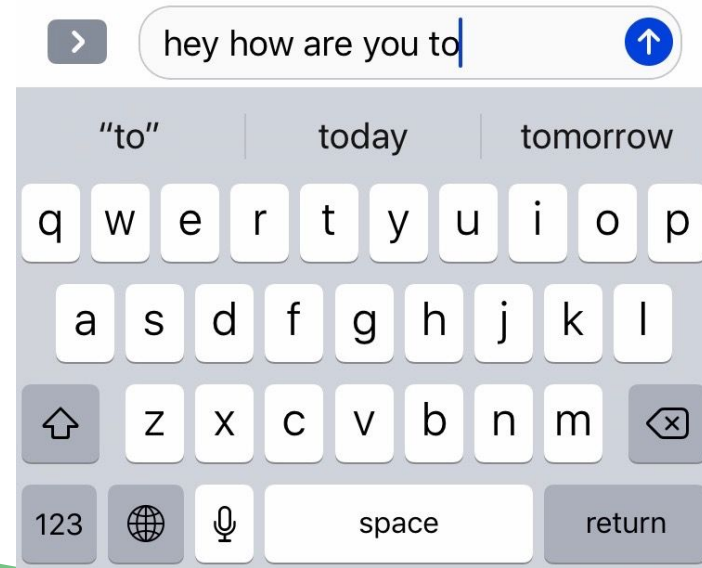 hey how are you to
“to” today tomorrow
q w e r t y u i o p
a s d f g h j k l
z x c v b n m
123 space return